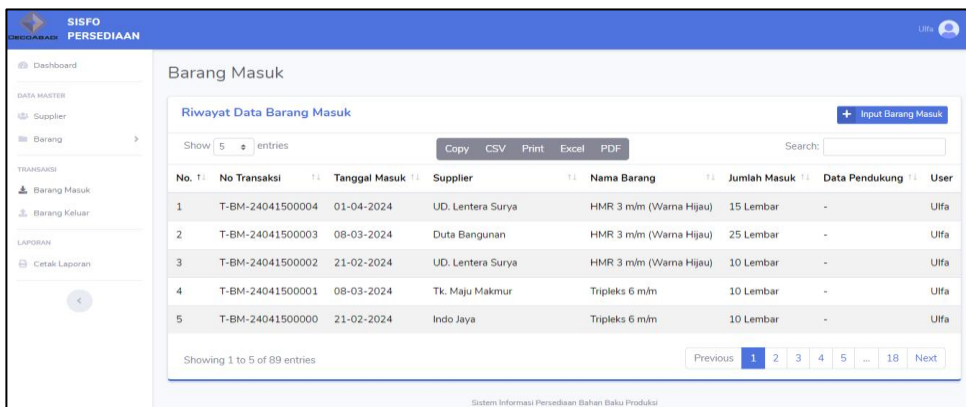 SISFO
PERSEDIAAN
DECOABADI
Ulfa
Dashboard
Barang Masuk
DATA MASTER
Supplier
Riwayat Data Barang Masuk
+ Input Barang Masuk
Barang
Show 5 entries
Copy CSV Print Excel PDF
Search:
TRANSAKSI
No. No Transaksi Tanggal Masuk Supplier Nama Barang Jumlah Masuk Data Pendukung User
Barang Masuk
1 T-BM-24041500004 01-04-2024 UD. Lentera Surya HMR 3 m/m (Warna Hijau) 15 Lembar - Ulfa
Barang Keluar
2 T-BM-24041500003 08-03-2024 Duta Bangunan HMR 3 m/m (Warna Hijau) 25 Lembar - Ulfa
LAPORAN
3 T-BM-24041500002 21-02-2024 UD. Lentera Surya HMR 3 m/m (Warna Hijau) 10 Lembar - Ulfa
Cetak Laporan
4 T-BM-24041500001 08-03-2024 Tk. Maju Makmur Tripleks 6 m/m 10 Lembar - Ulfa
5 T-BM-24041500000 21-02-2024 Indo Jaya Tripleks 6 m/m 10 Lembar - Ulfa
Showing 1 to 5 of 89 entries
Previous 1 2 3 4 5 ... 18 Next
Sistem Informasi Persediaan Bahan Baku Produksi